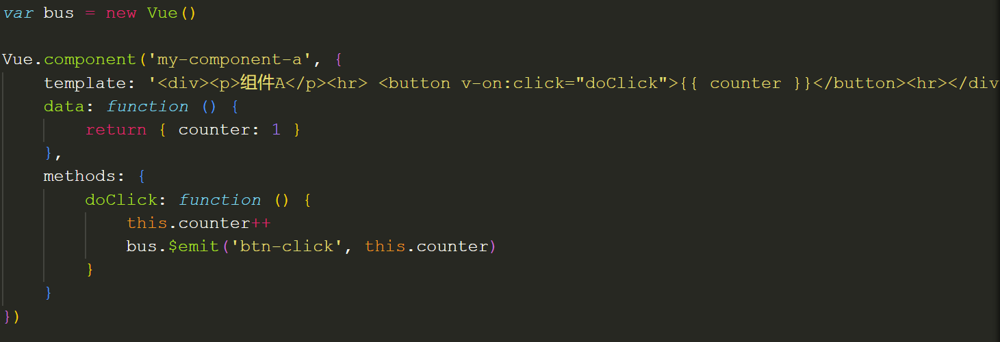 var bus = new Vue()
Vue.component('my-component-a', {
template: '<div><p>组件A</p><hr> <button v-on:click="doClick">{{ counter }}</button><hr></div
data: function () {
return { counter: 1 }
},
methods: {
doClick: function () {
this.counter++
bus.$emit('btn-click', this.counter)
}
}
})